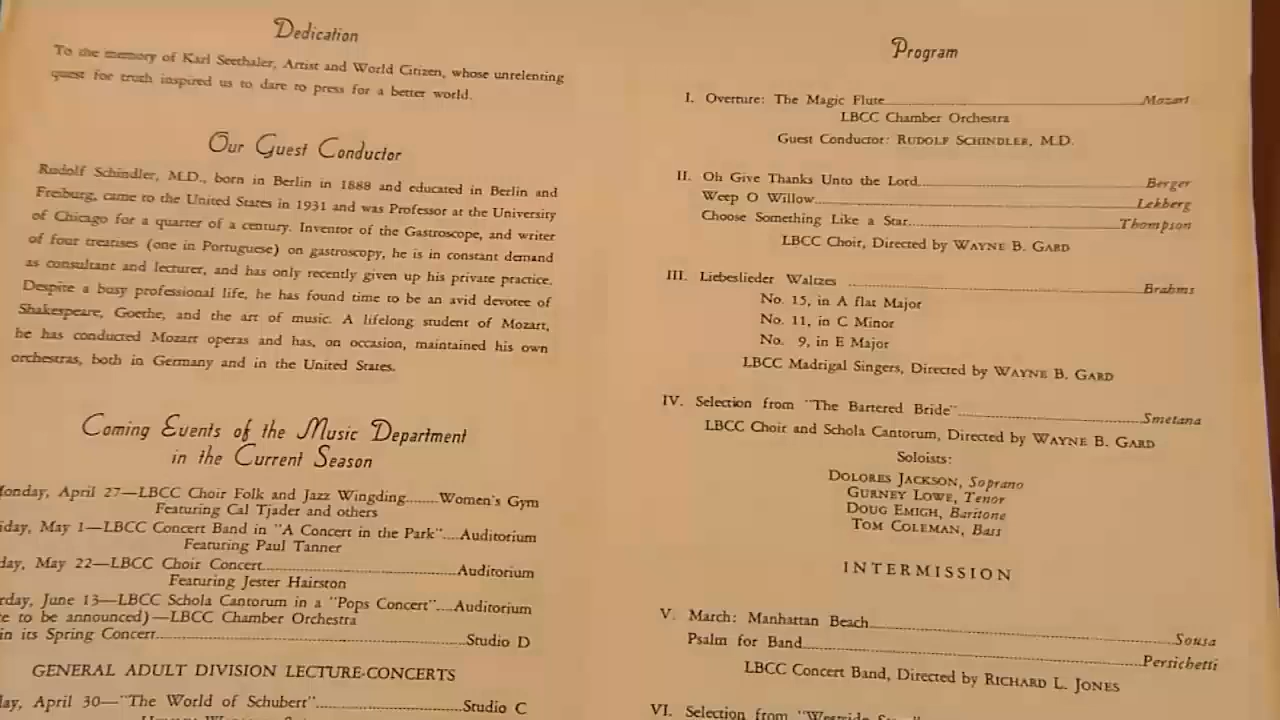 Dedication
To the memory of Karl Seethaler, Artist and World Citizen, whose unrelenting
quest for truth inspired us to dare to press for a better world.
Our Guest Conductor
Rudolf Schindler, M.D., born in Berlin in 1888 and educated in Berlin and
Freiburg, came to the United States in 1931 and was Professor at the University
of Chicago for a quarter of a century. Inventor of the Gastroscope, and writer
of four treatises (one in Portuguese) on gastroscopy, he is in constant demand
as consultant and lecturer, and has only recently given up his private practice.
Despite a busy professional life, he has found time to be an avid devotee of
Shakespeare, Goethe, and the art of music. A lifelong student of Mozart,
he has conducted Mozart operas and has, on occasion, maintained his own
orchestras, both in Germany and in the United States.
Coming Events of the Music Department
in the Current Season
onday, April 27—LBCC Choir Folk and Jazz Wingding........Women's Gym
Featuring Cal Tjader and others
iday, May 1—LBCC Concert Band in "A Concert in the Park"....Auditorium
Featuring Paul Tanner
day, May 22—LBCC Choir Concert........Auditorium
Featuring Jester Hairston
rday, June 13—LBCC Schola Cantorum in a "Pops Concert"....Auditorium
e to be announced)—LBCC Chamber Orchestra
in its Spring Concert........Studio D
GENERAL ADULT DIVISION LECTURE-CONCERTS
ay, April 30—"The World of Schubert"........Studio C
Program
I. Overture: The Magic Flute........Mozart
LBCC Chamber Orchestra
Guest Conductor: RUDOLF SCHINDLER, M.D.
II. Oh Give Thanks Unto the Lord........Berger
Weep O Willow........Lekberg
Choose Something Like a Star........Thompson
LBCC Choir, Directed by WAYNE B. GARD
III. Liebeslieder Waltzes ........Brahms
No. 15, in A flat Major
No. 11, in C Minor
No. 9, in E Major
LBCC Madrigal Singers, Directed by WAYNE B. GARD
IV. Selection from "The Bartered Bride"........Smetana
LBCC Choir and Schola Cantorum, Directed by WAYNE B. GARD
Soloists:
DOLORES JACKSON, Soprano
GURNEY LOWE, Tenor
DOUG EMIGH, Baritone
TOM COLEMAN, Bass
INTERMISSION
V. March: Manhattan Beach........Sousa
Psalm for Band........Persichetti
LBCC Concert Band, Directed by RICHARD L. JONES
VI. Selection from "Westside